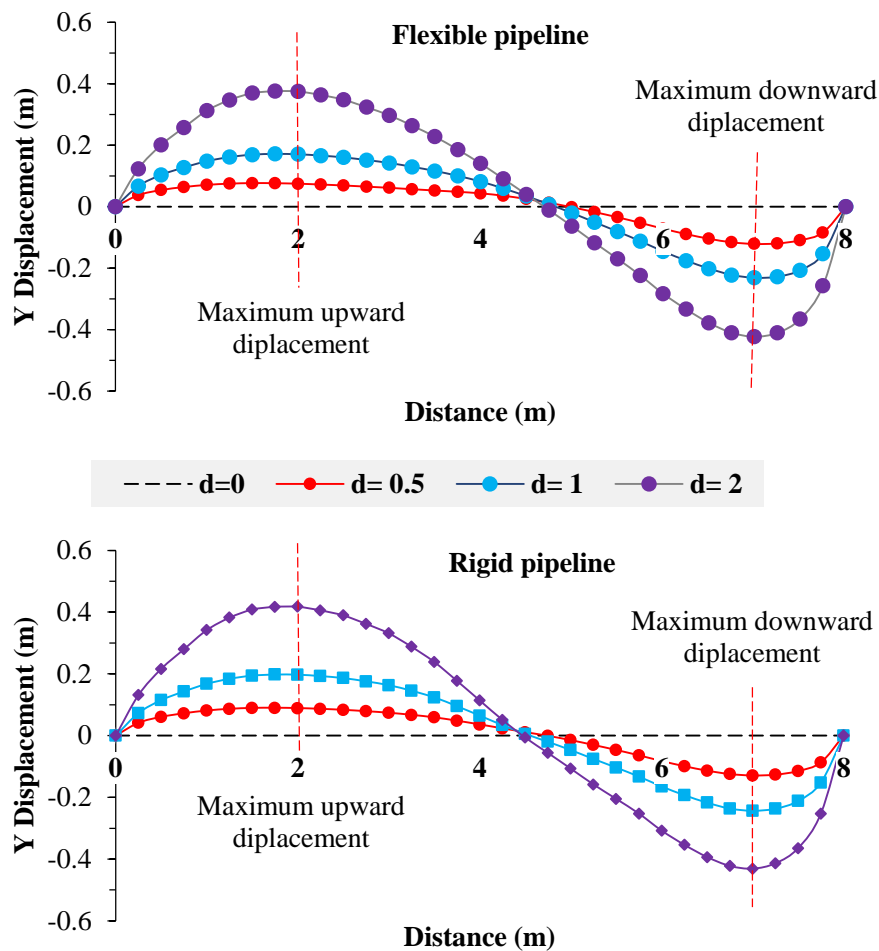 Flexible pipeline
Y Displacement (m)
0.6
0.4
0.2
0
-0.2
-0.4
-0.6
0
2
4
6
8
Maximum upward
diplacement
Maximum downward
diplacement
Distance (m)
d=0
d= 0.5
d= 1
d= 2
Rigid pipeline
Y Displacement (m)
0.6
0.4
0.2
0
-0.2
-0.4
-0.6
0
2
4
6
8
Maximum upward
diplacement
Maximum downward
diplacement
Distance (m)